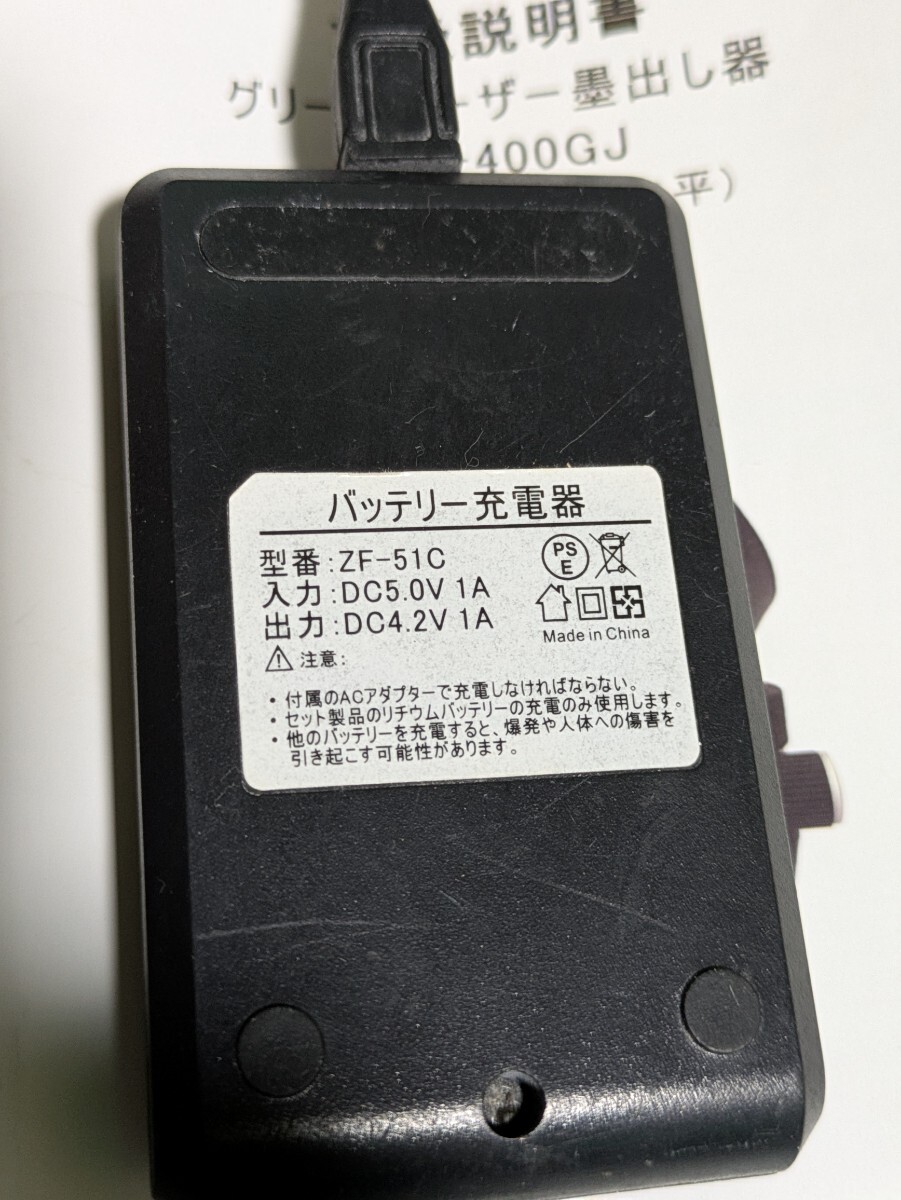 説明書
グリー ーザー墨出し器
-400GJ
平）
バッテリー充電器
型番:ZF-51C
入力:DC5.0V 1A
出力:DC4.2V 1A
PS
E
Made in China
注意:
・付属のACアダプターで充電しなければならない。
・セット製品のリチウムバッテリーの充電のみ使用します。
・他のバッテリーを充電すると、爆発や人体への傷害を
引き起こす可能性があります。